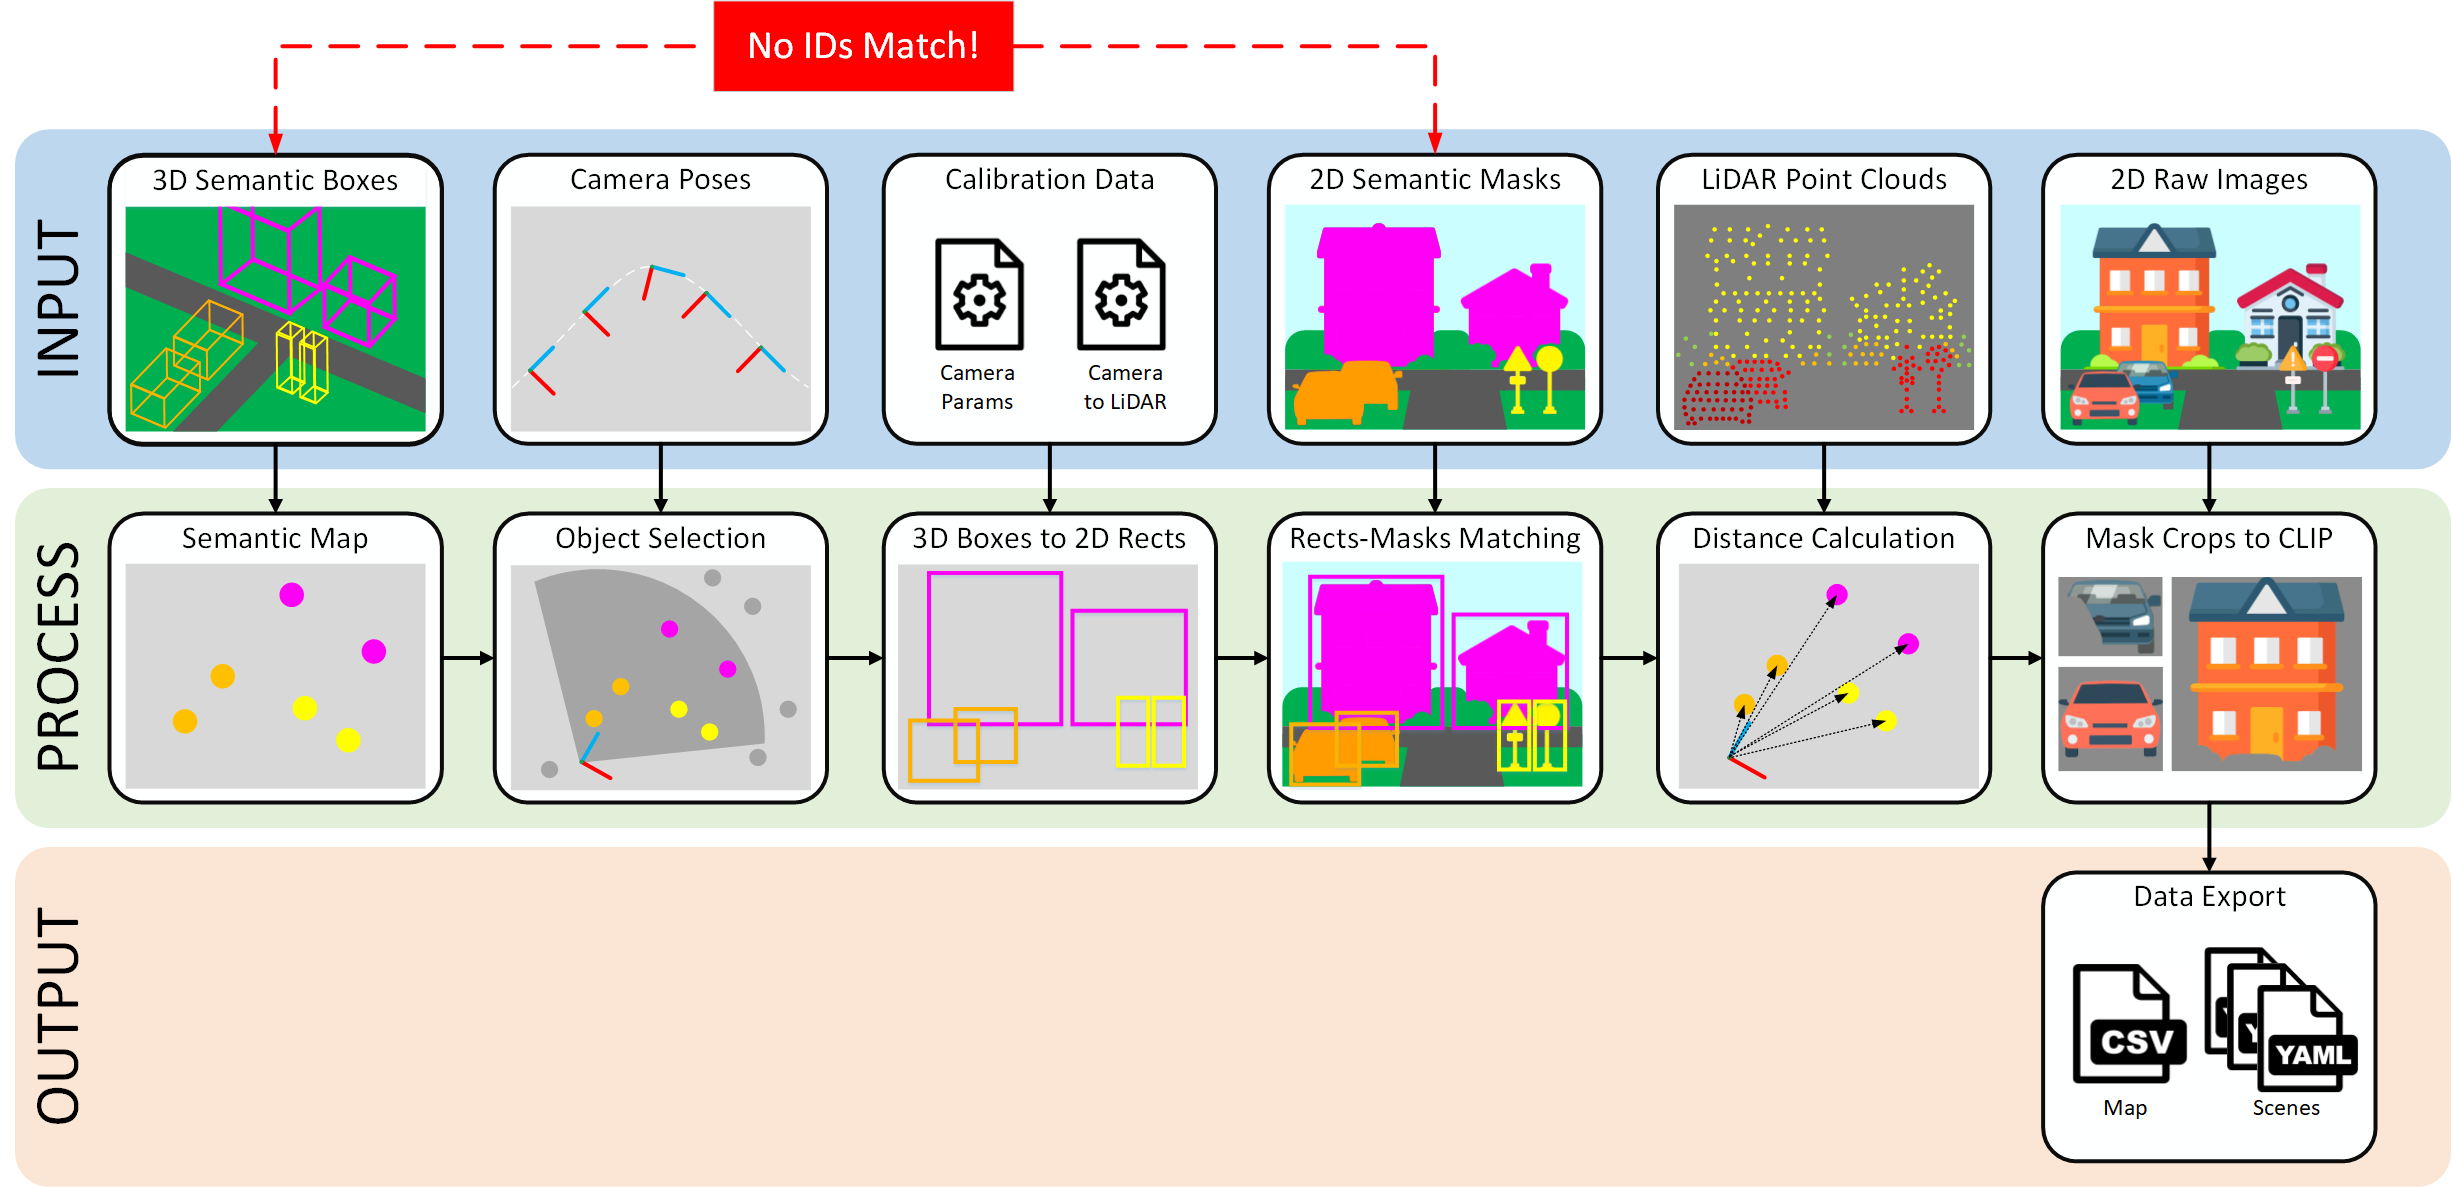 No IDs Match!
INPUT
3D Semantic Boxes
Camera Poses
Calibration Data
Camera
Params
Camera
to LiDAR
2D Semantic Masks
LiDAR Point Clouds
2D Raw Images
PROCESS
Semantic Map
Object Selection
3D Boxes to 2D Rects
Rects-Masks Matching
Distance Calculation
Mask Crops to CLIP
OUTPUT
Data Export
CSV
YAML
Map
Scenes